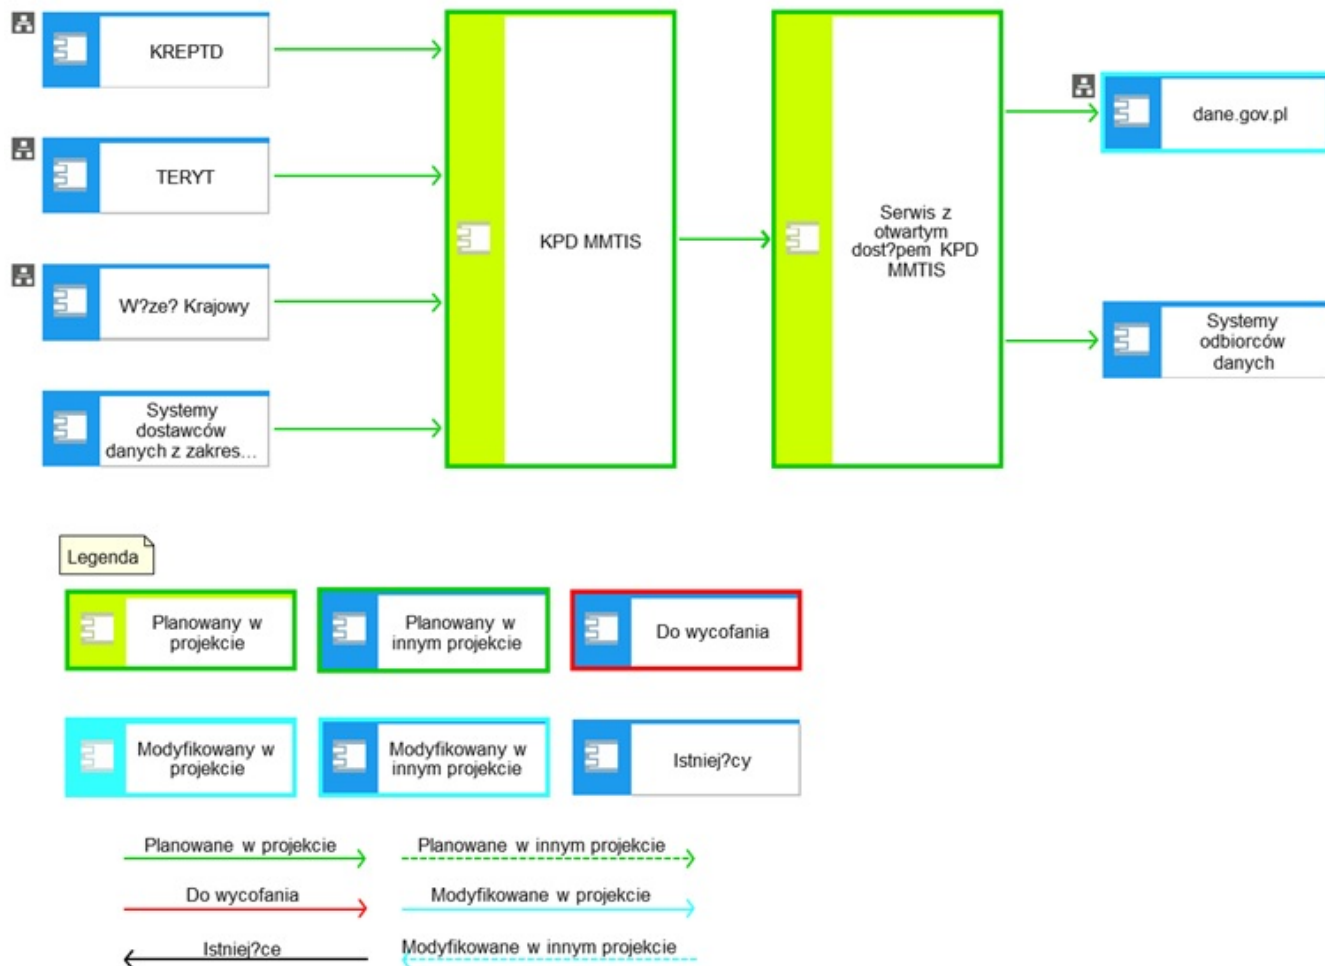 KREPTD
TERYT
W?ze? Krajowy
Systemy
dostawców
danych z zakres...
KPD MMTIS
Serwis z
otwartym
dost?pem KPD
MMTIS
dane.gov.pl
Systemy
odbiorców
danych
Legenda
Planowany w
projekcie
Planowany w
innym projekcie
Do wycofania
Modyfikowany w
projekcie
Modyfikowany w
innym projekcie
Istniej?cy
Planowane w projekcie
Planowane w innym projekcie
Do wycofania
Modyfikowane w projekcie
Istniej?ce
Modyfikowane w innym projekcie